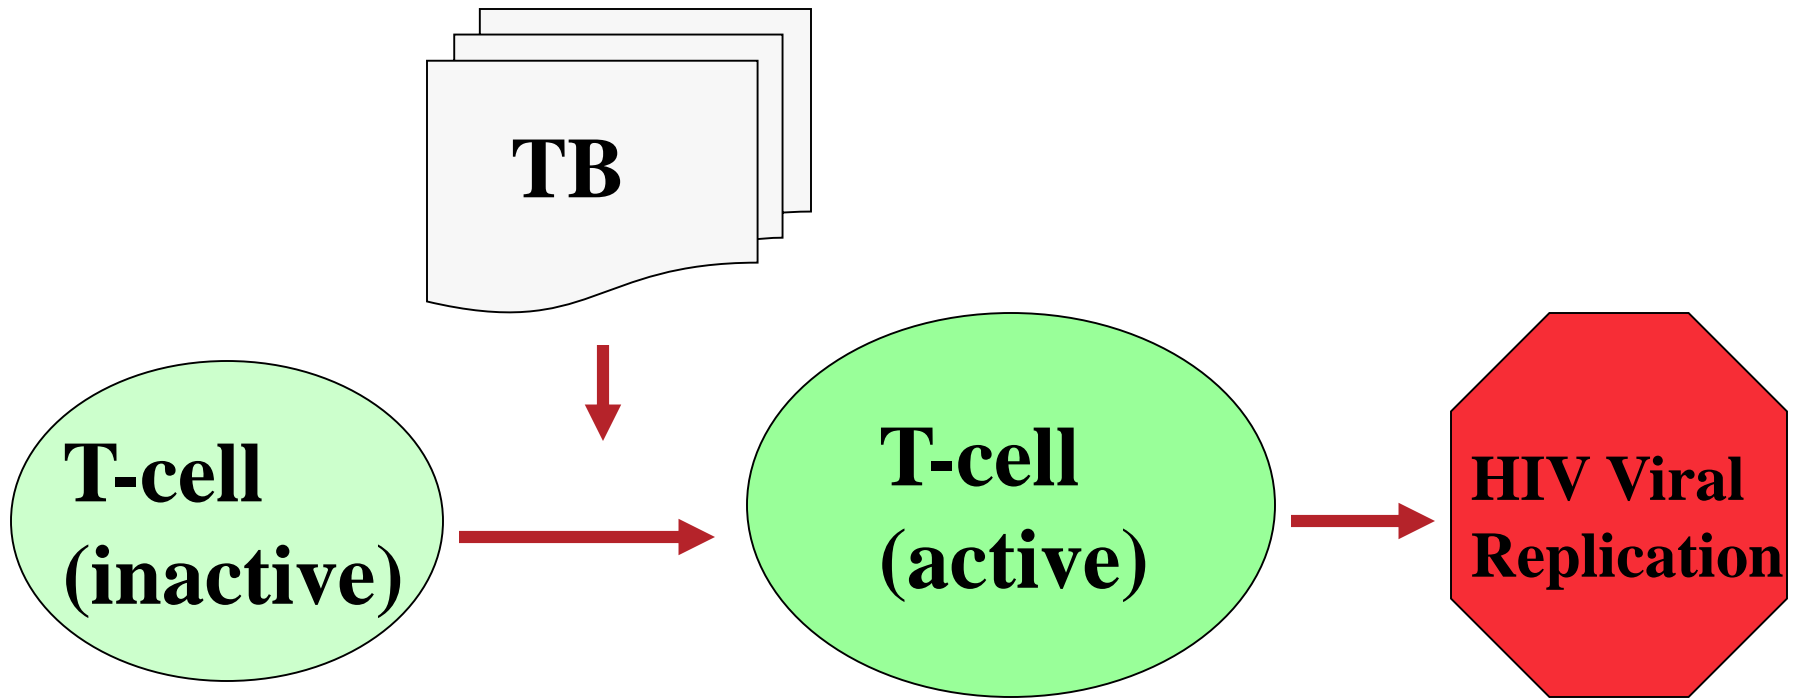 TB
T-cell
(inactive)
T-cell
(active)
HIV Viral
Replication